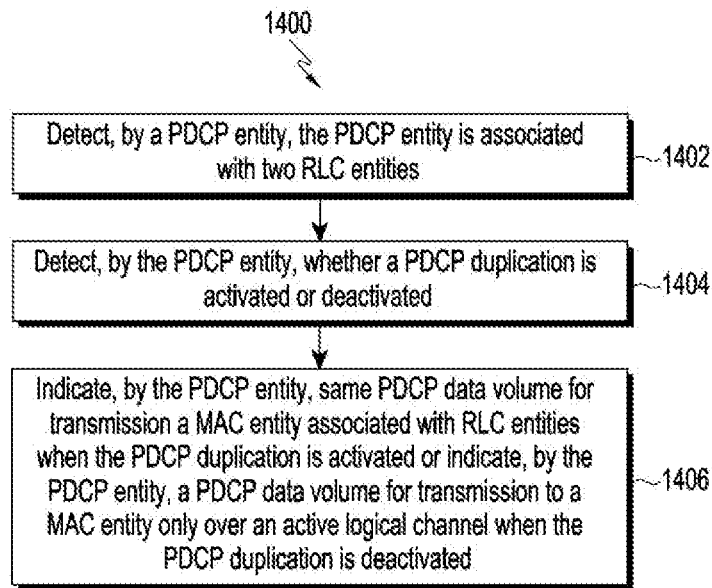 1400
Detect, by a PDCP entity, the PDCP entity is associated
with two RLC entities
1402
Detect, by the PDCP entity, whether a PDCP duplication is
activated or deactivated
1404
Indicate, by the PDCP entity, same PDCP data volume for
transmission a MAC entity associated with RLC entities
when the PDCP duplication is activated or indicate, by the
PDCP entity, a PDCP data volume for transmission to a
MAC entity only over an active logical channel when the
PDCP duplication is deactivated
1406